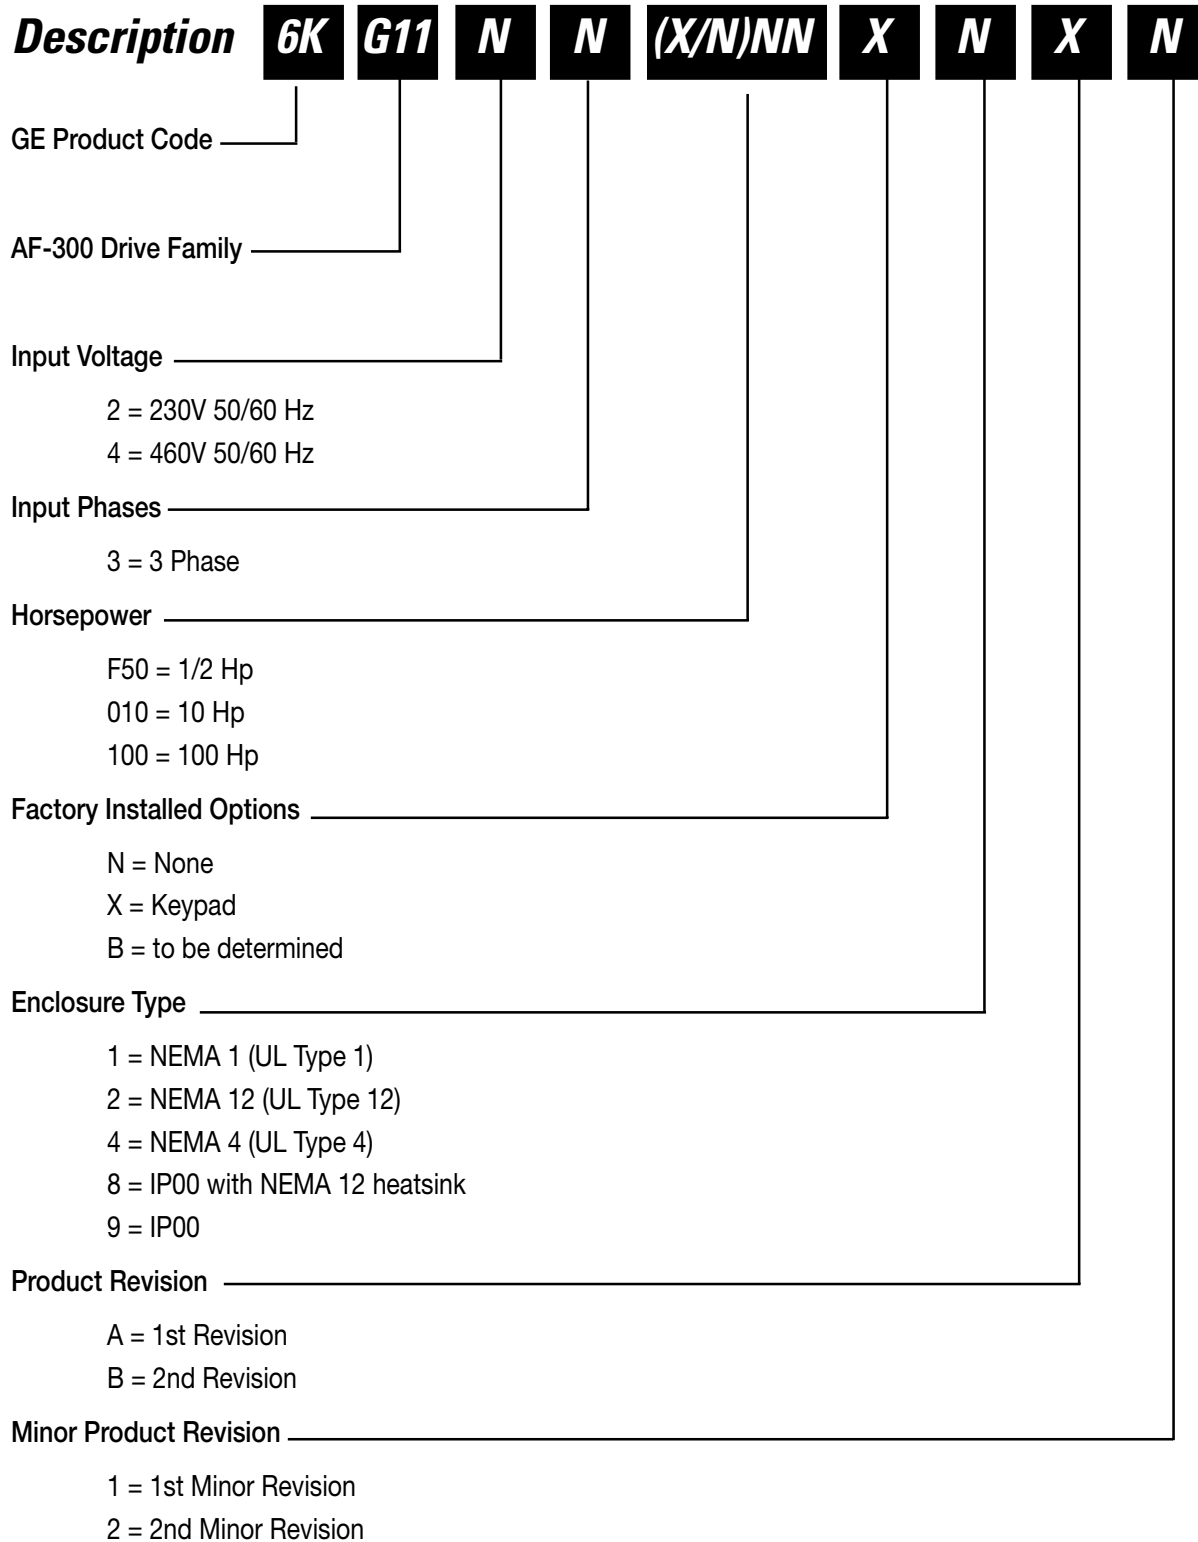 Description 6K G11 N N (X/N)NN X N X N
GE Product Code
AF-300 Drive Family
Input Voltage
2 = 230V 50/60 Hz
4 = 460V 50/60 Hz
Input Phases
3 = 3 Phase
Horsepower
F50 = 1/2 Hp
010 = 10 Hp
100 = 100 Hp
Factory Installed Options
N = None
X = Keypad
B = to be determined
Enclosure Type
1 = NEMA 1 (UL Type 1)
2 = NEMA 12 (UL Type 12)
4 = NEMA 4 (UL Type 4)
8 = IP00 with NEMA 12 heatsink
9 = IP00
Product Revision
A = 1st Revision
B = 2nd Revision
Minor Product Revision
1 = 1st Minor Revision
2 = 2nd Minor Revision